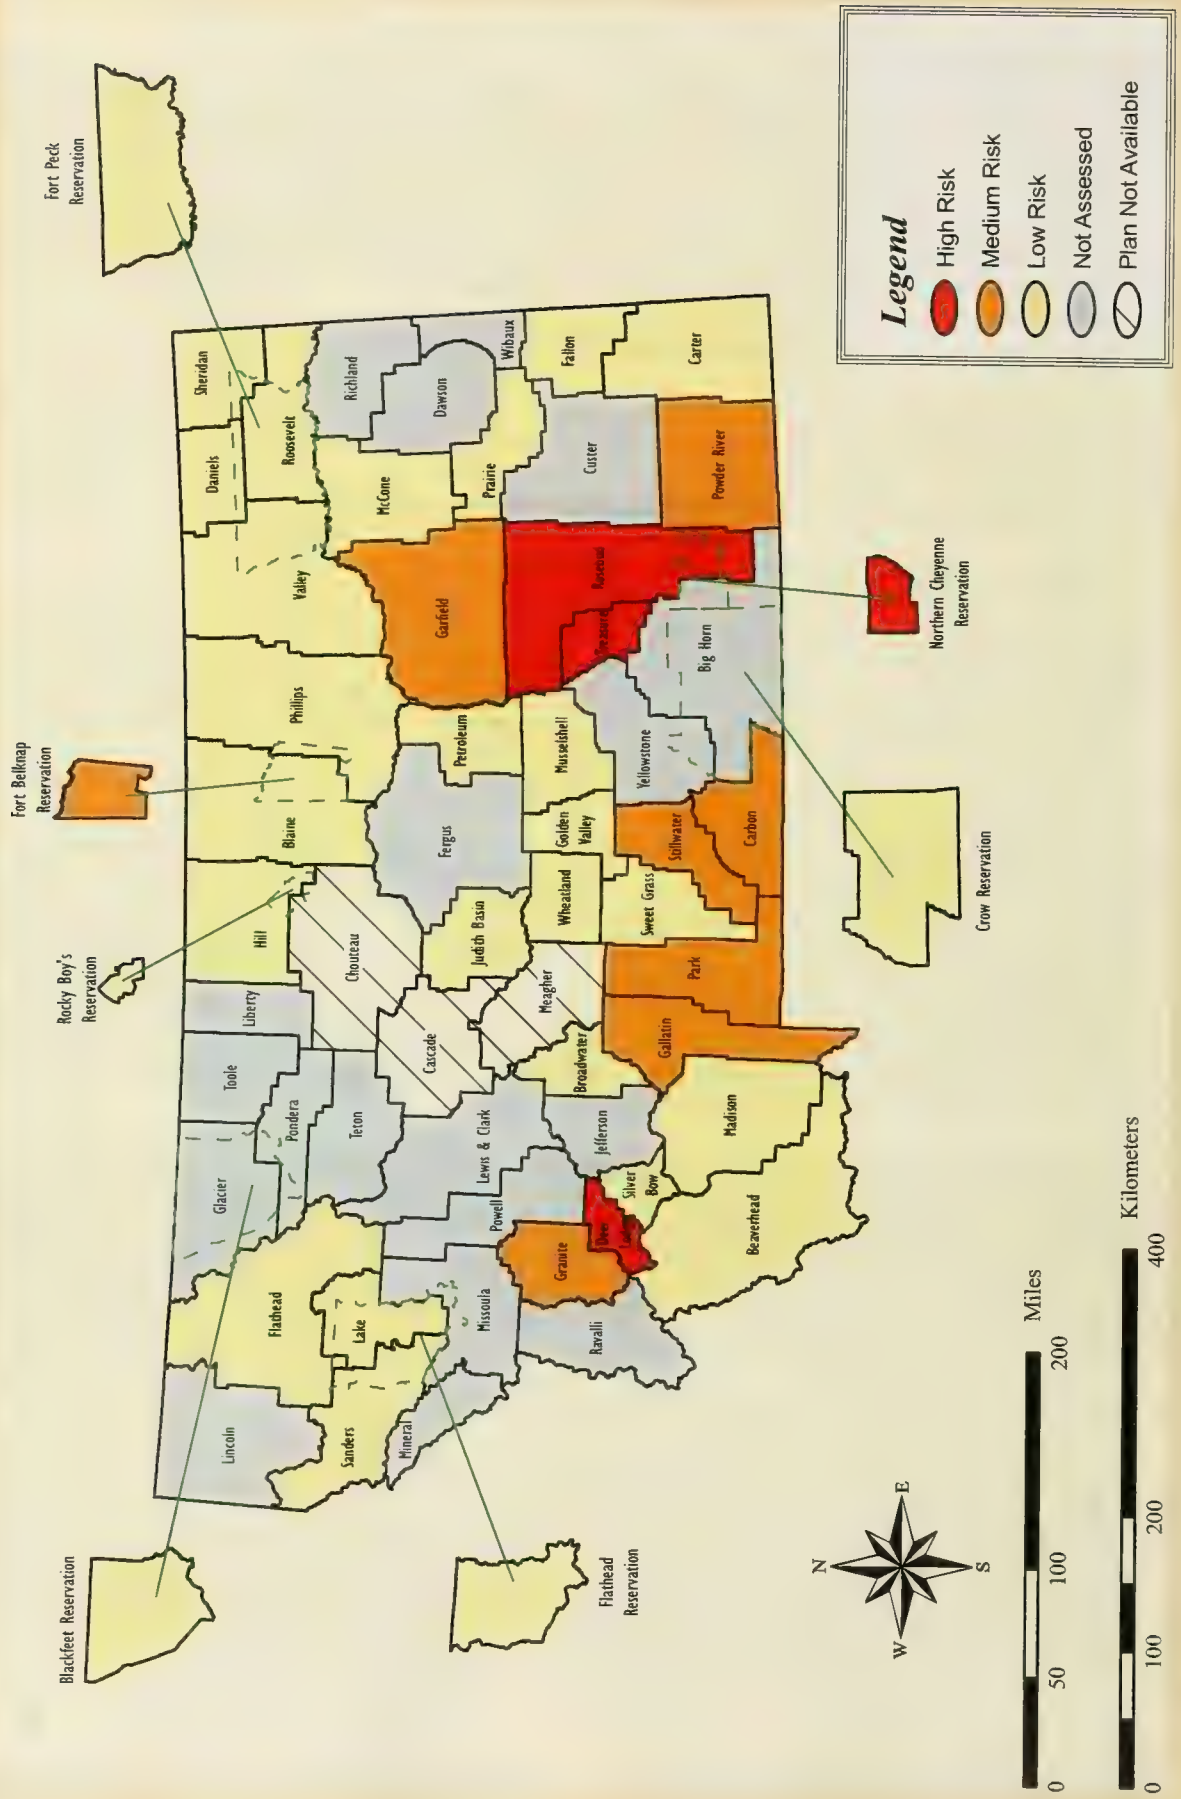 Blackfeet Reservation
Rocky Boy's
Reservation
Fort Belknap
Reservation
Fort Peck
Reservation
Lincoln
Flathead
Glacier
Toole
Liberty
Hill
Blaine
Phillips
Valley
Daniels
Sheridan
Roosevelt
Sanders
Lake
Pondera
Teton
Chouteau
McCone
Richland
Mineral
Missoula
Powell
Lewis & Clark
Cascade
Judith Basin
Fergus
Petroleum
Garfield
Prairie
Dawson
Wibaux
Granite
Deer
Ravalli
Silver
Bow
Jefferson
Broadwater
Meagher
Wheatland
Golden
Valley
Musselshell
Treasure
Rosebud
Custer
Fallon
Beaverhead
Madison
Gallatin
Park
Sweet Grass
Stillwater
Carbon
Yellowstone
Big Horn
Powder River
Carter
Flathead
Reservation
Crow Reservation
Northern Cheyenne
Reservation
N
W
E
S
0
50
100
200
Miles
0
100
200
400
Kilometers
Legend
High Risk
Medium Risk
Low Risk
Not Assessed
Plan Not Available